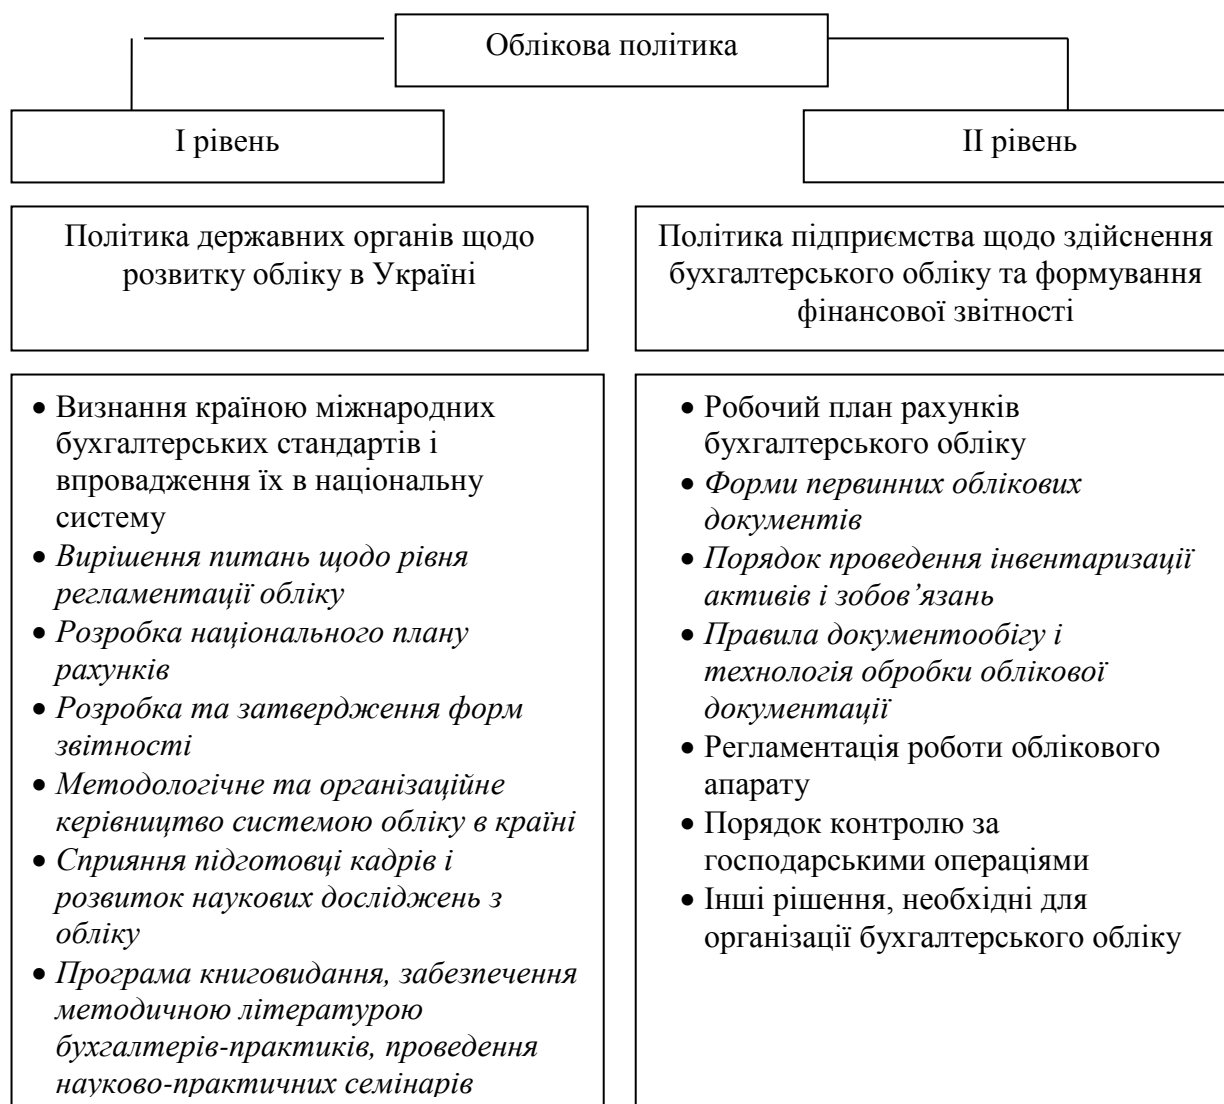 Облікова політика
І рівень
ІІ рівень
Політика державних органів щодо
розвитку обліку в Україні
Політика підприємства щодо здійснення
бухгалтерського обліку та формування
фінансової звітності
• Визнання країною міжнародних
бухгалтерських стандартів і
впровадження їх в національну
систему
• Вирішення питань щодо рівня
регламентації обліку
• Розробка національного плану
рахунків
• Розробка та затвердження форм
звітності
• Методологічне та організаційне
керівництво системою обліку в країні
• Сприяння підготовці кадрів і
розвиток наукових досліджень з
обліку
• Програма книговидання, забезпечення
методичною літературою
бухгалтерів-практиків, проведення
науково-практичних семінарів
• Робочий план рахунків
бухгалтерського обліку
• Форми первинних облікових
документів
• Порядок проведення інвентаризації
активів і зобов’язань
• Правила документообігу і
технологія обробки облікової
документації
• Регламентація роботи облікового
апарату
• Порядок контролю за
господарськими операціями
• Інші рішення, необхідні для
організації бухгалтерського обліку